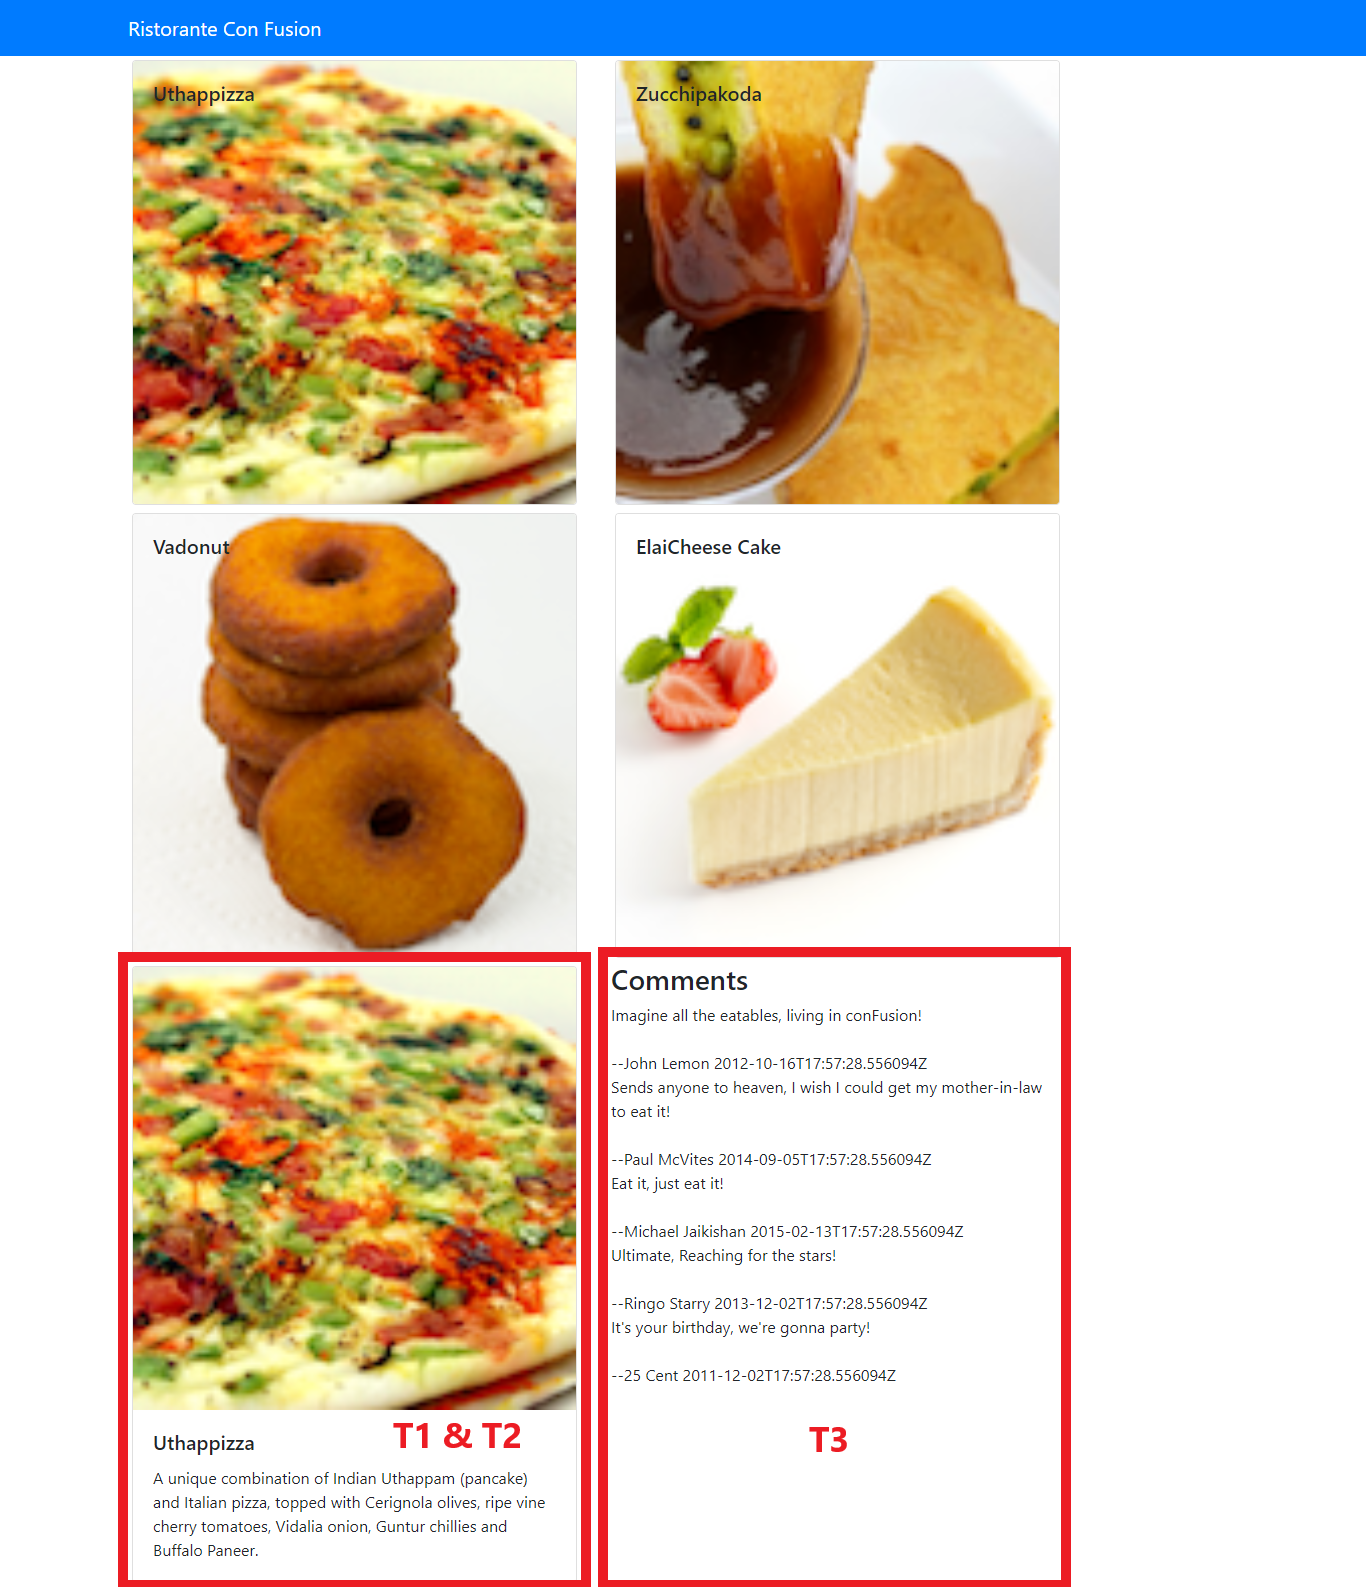 Ristorante Con Fusion
Uthappizza
Zucchipakoda
Vadonut
ElaiCheese Cake
Uthappizza
T1 & T2
A unique combination of Indian Uthappam (pancake)
and Italian pizza, topped with Cerignola olives, ripe vine
cherry tomatoes, Vidalia onion, Guntur chillies and
Buffalo Paneer.
Comments
Imagine all the eatables, living in conFusion!
--John Lemon 2012-10-16T17:57:28.556094Z
Sends anyone to heaven, I wish I could get my mother-in-law
to eat it!
--Paul McVites 2014-09-05T17:57:28.556094Z
Eat it, just eat it!
--Michael Jaikishan 2015-02-13T17:57:28.556094Z
Ultimate, Reaching for the stars!
--Ringo Starry 2013-12-02T17:57:28.556094Z
It's your birthday, we're gonna party!
--25 Cent 2011-12-02T17:57:28.556094Z
T3